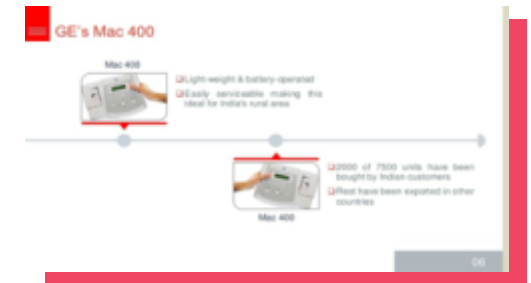 GE's Mac 400
Mac 400
❑Light-weight & battery-operated
❑Easily serviceable making this
ideal for India's rural area
❑2000 of 7500 units have been
bought by Indian customers
❑Rest have been exported in other
countries
Mac 400
06